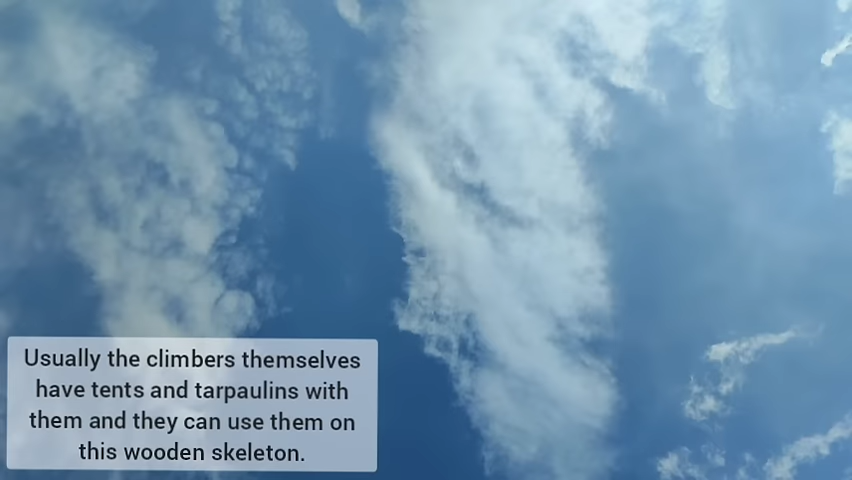 Usually the climbers themselves
have tents and tarpaulins with
them and they can use them on
this wooden skeleton.